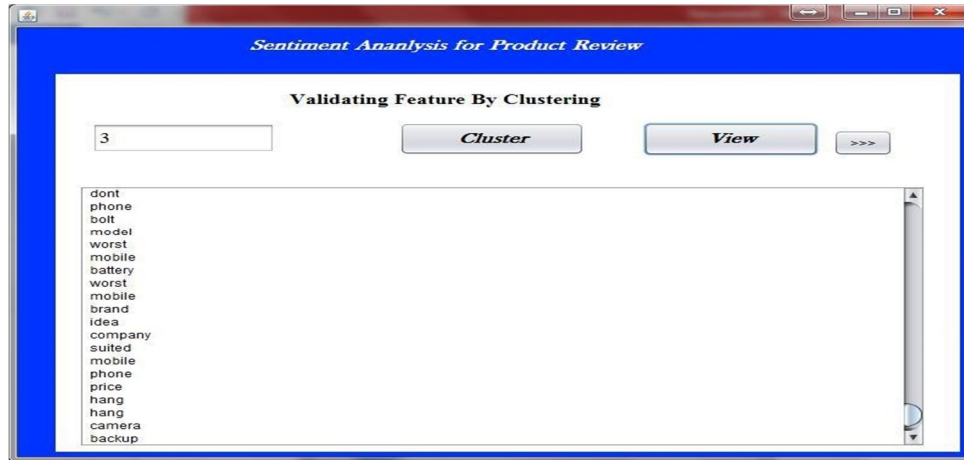 Sentiment Ananlysis for Product Review
Validating Feature By Clustering
3 Cluster View >>>
dont
phone
bolt
model
worst
mobile
battery
worst
mobile
brand
idea
company
suited
mobile
phone
price
hang
hang
camera
backup